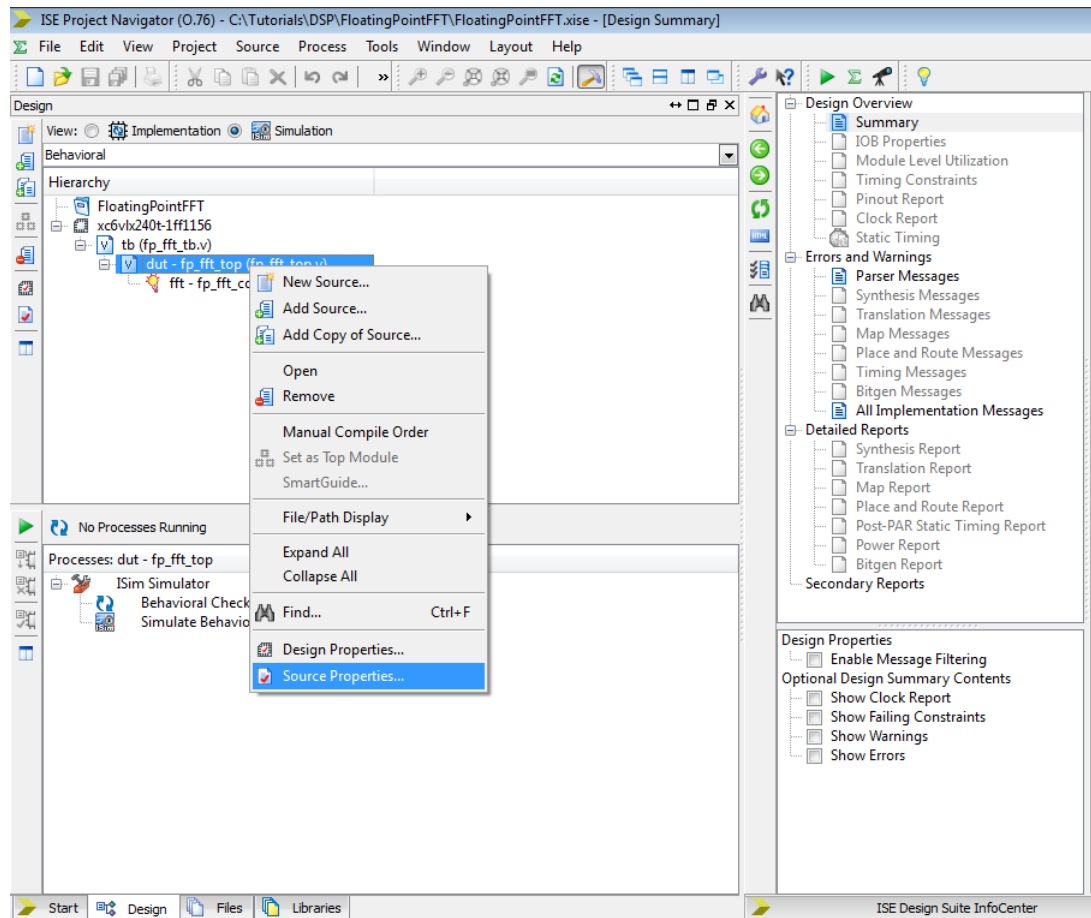 ISE Project Navigator (O.76) - C:\Tutorials\DSP\FloatingPointFFT\FloatingPointFFT.xise - [Design Summary]
File Edit View Project Source Process Tools Window Layout Help
Design
View: Implementation Simulation
Behavioral
Hierarchy
FloatingPointFFT
xc6vlx240t-1ff1156
tb (fp_fft_tb.v)
dut - fp_fft_top (fp_fft_top.v)
fft - fp_fft_co
New Source...
Add Source...
Add Copy of Source...
Open
Remove
Manual Compile Order
Set as Top Module
SmartGuide...
File/Path Display
Expand All
Collapse All
Find... Ctrl+F
Design Properties...
Source Properties...
No Processes Running
Processes: dut - fp_fft_top
ISim Simulator
Behavioral Check
Simulate Behavio
Start Design Files Libraries
Design Overview
Summary
IOB Properties
Module Level Utilization
Timing Constraints
Pinout Report
Clock Report
Static Timing
Errors and Warnings
Parser Messages
Synthesis Messages
Translation Messages
Map Messages
Place and Route Messages
Timing Messages
Bitgen Messages
All Implementation Messages
Detailed Reports
Synthesis Report
Translation Report
Map Report
Place and Route Report
Post-PAR Static Timing Report
Power Report
Bitgen Report
Secondary Reports
Design Properties
Enable Message Filtering
Optional Design Summary Contents
Show Clock Report
Show Failing Constraints
Show Warnings
Show Errors
ISE Design Suite InfoCenter